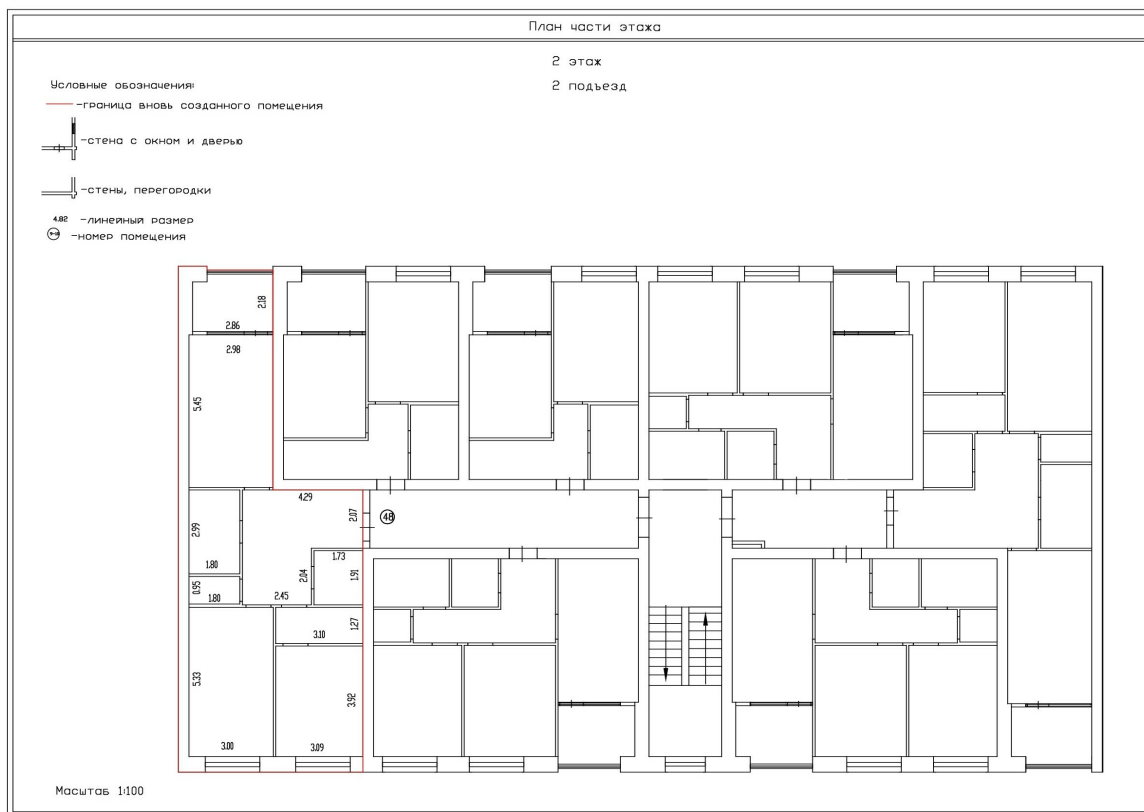 План части этажа
2 этаж
2 подъезд
Условные обозначения:
-граница вновь созданного помещения
-стена с окном и дверью
-стены, перегородки
4.82 -линейный размер
-номер помещения
2.18
2.86
2.98
5.45
4.29
2.07
48
2.99
1.80
1.73
2.04
1.91
0.95
1.80
2.45
3.10
1.27
5.33
3.92
3.00
3.09
Масштаб 1:100